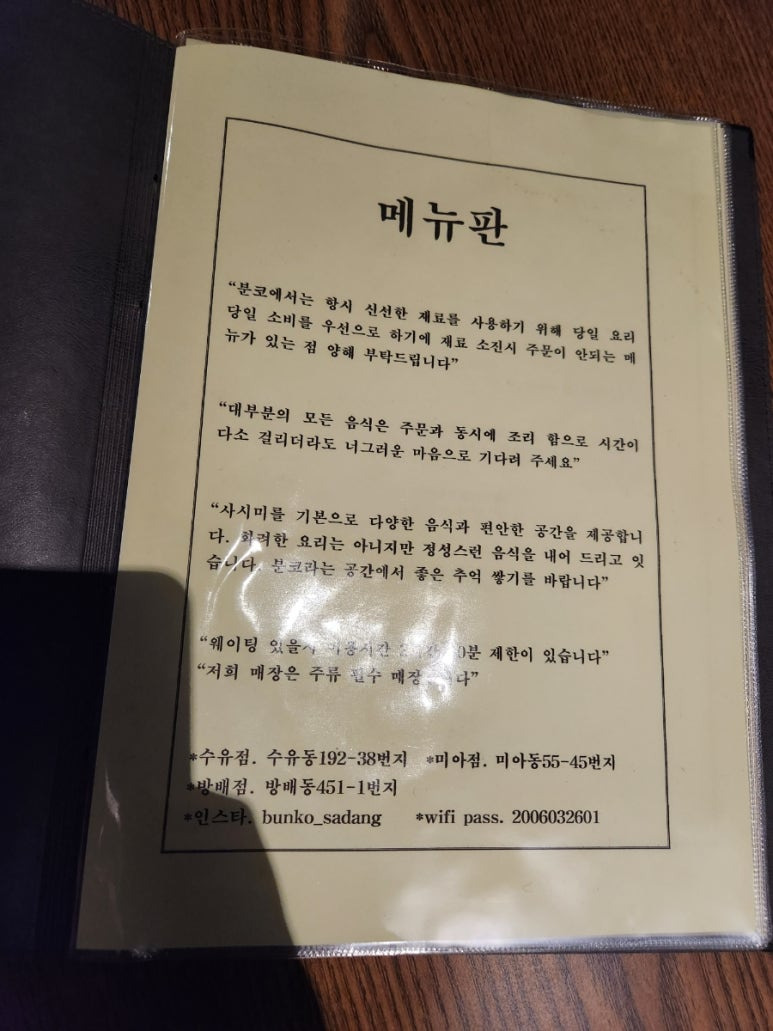 메뉴판
“분코에서는 항시 신선한 재료를 사용하기 위해 당일 요리
당일 소비를 우선으로 하기에 재료 소진시 주문이 안되는 메
뉴가 있는 점 양해 부탁드립니다”
“대부분의 모든 음식은 주문과 동시에 조리 함으로 시간이
다소 걸리더라도 너그러운 마음으로 기다려 주세요”
“사시미를 기본으로 다양한 음식과 편안한 공간을 제공합니
다. 화려한 요리는 아니지만 정성스런 음식을 내어 드리고 잇
습니다. 분코라는 공간에서 좋은 추억 쌓기를 바랍니다”
“웨이팅 있을시 이용시간 제한이 있습니다”
“저희 매장은 주류 필수 매장
*수유점. 수유동192-38번지 *미아점. 미아동55-45번지
*방배점. 방배동451-1번지
*인스타. bunko_sadang *wifi pass. 2006032601